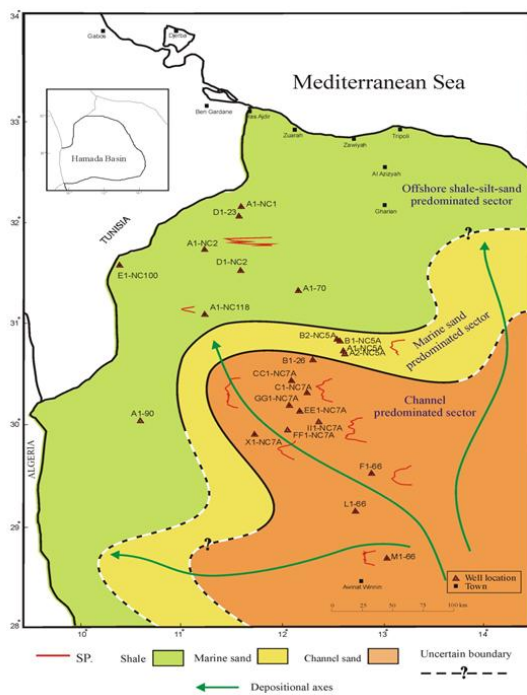 34°
Gabes
Djerba
Mediterranean Sea
33°
Ben Gardane
Ras Ajdir
Zuarah
Zawiyah
Tripoli
Hamada Basin
Al Aziyah
Offshore shale-silt-sand
predominated sector
Gharian
32°
A1-NC1
D1-23
TUNISIA
A1-NC2
E1-NC100
D1-NC2
A1-70
A1-NC118
31°
Marine sand
predominated sector
B2-NC5A
B1-NC5A
A1-NC5A
A2-NC5A
B1-26
CC1-NC7A
C1-NC7A
Channel
predominated sector
GG1-NC7A
EE1-NC7A
A1-90
30°
II1-NC7A
FF1-NC7A
X1-NC7A
ALGERIA
F1-66
L1-66
29°
?
?
M1-66
Well location
Town
Awinat Wnnin
0 25 50 100 km
28°
10° 11° 12° 13° 14°
SP. Shale Marine sand Channel sand Uncertain boundary
?
Depositional axes